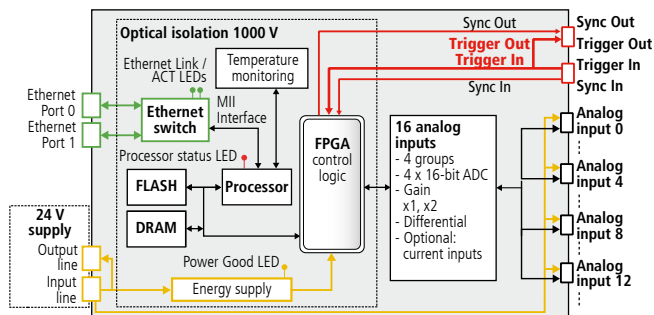 Optical isolation 1000 V
Sync Out
Sync Out
Trigger Out
Trigger Out
Trigger In
Trigger In
Sync In
Sync In
Ethernet Link /
ACT LEDs
Temperature
monitoring
Ethernet
Port 0
Ethernet
Port 1
Ethernet
switch
MII
Interface
Processor status LED
FLASH
Processor
DRAM
FPGA
control
logic
16 analog
inputs
- 4 groups
- 4 x 16-bit ADC
- Gain
x1, x2
- Differential
- Optional:
current inputs
Analog
input 0
Analog
input 4
Analog
input 8
Analog
input 12
24 V
supply
Output
line
Input
line
Power Good LED
Energy supply